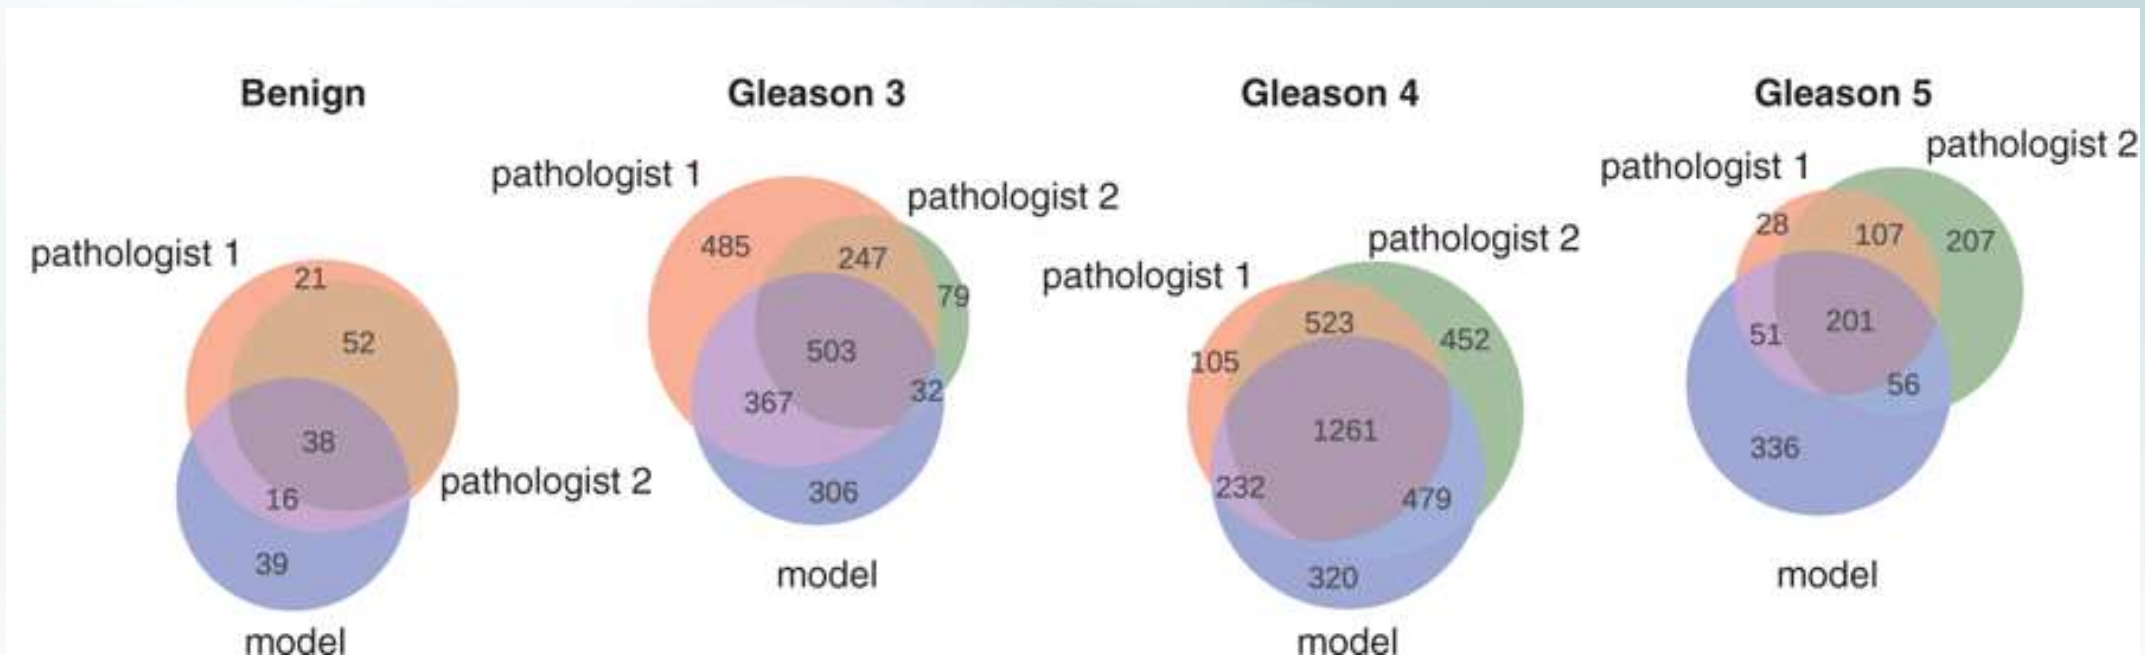 Benign
Gleason 3
Gleason 4
Gleason 5
pathologist 1
21
52
38
16
39
pathologist 2
model
pathologist 1
pathologist 2
485
247
79
503
367
32
306
model
pathologist 2
pathologist 1
523
452
105
1261
232
479
320
model
pathologist 2
pathologist 1
28
107
207
51
201
56
336
model